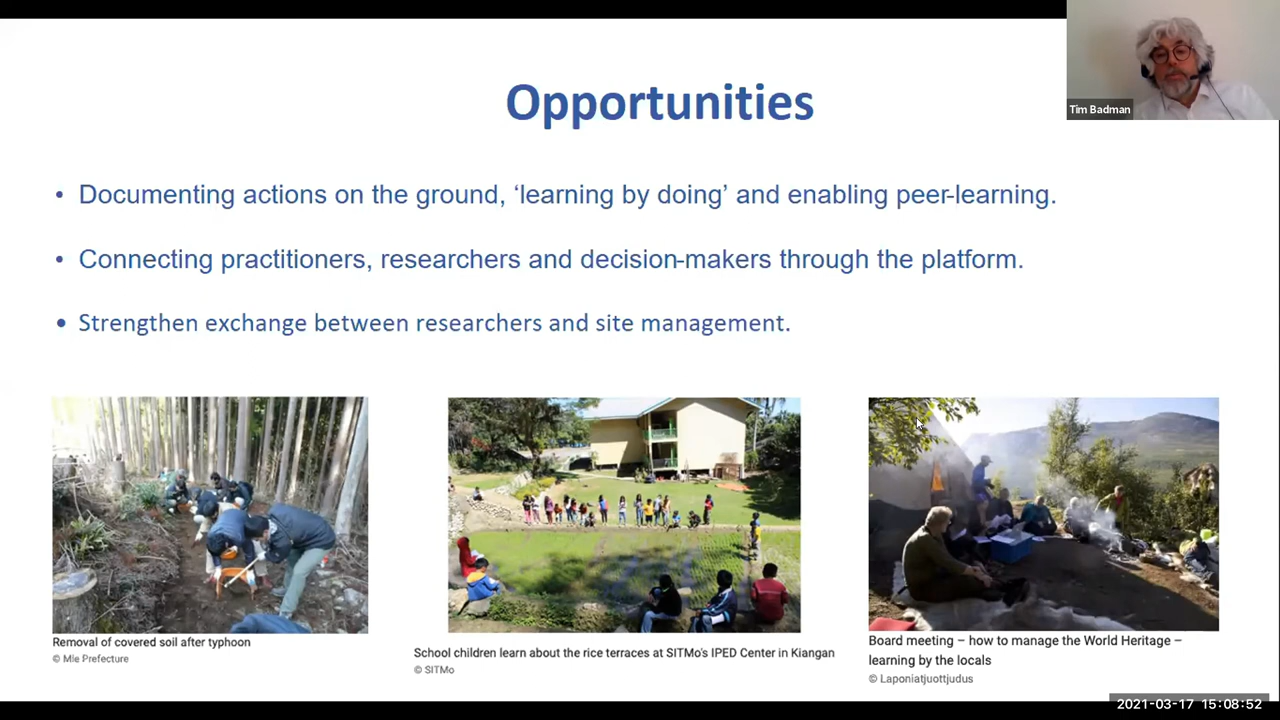 Opportunities
Tim Badman
• Documenting actions on the ground, ‘learning by doing’ and enabling peer-learning.
• Connecting practitioners, researchers and decision-makers through the platform.
• Strengthen exchange between researchers and site management.
Removal of covered soil after typhoon
© Mie Prefecture
School children learn about the rice terraces at SITMo's IPED Center in Kiangan
© SITMo
Board meeting – how to manage the World Heritage –
learning by the locals
© Laponiatjuottjudus
2021-03-17 15:08:52